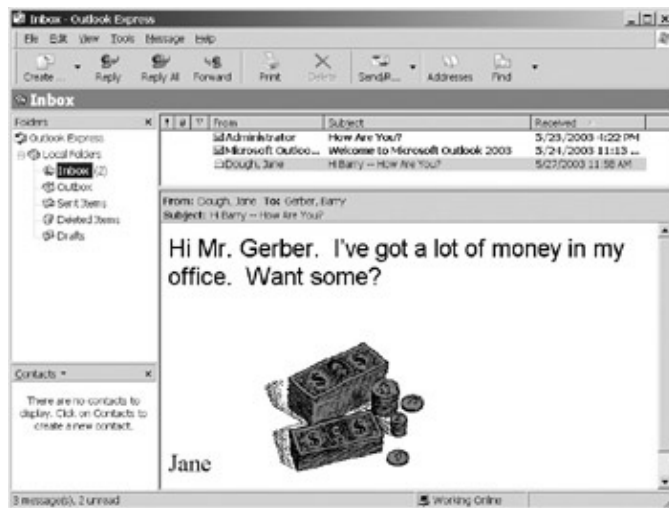 Inbox - Outlook Express
File Edit View Tools Message Help
Create ... Reply Reply All Forward Print Delete Send/R... Addresses Find
Inbox
Folders
Outlook Express
Local Folders
Inbox (2)
Outbox
Sent Items
Deleted Items
Drafts
! From Subject Received
Administrator How Are You? 5/23/2003 4:22 PM
Microsoft Outloo... Welcome to Microsoft Outlook 2003 5/24/2003 11:13 ...
Dough, Jane Hi Barry -- How Are You? 5/27/2003 11:58 AM
From: Dough, Jane To: Gerber, Barry
Subject: Hi Barry -- How Are You?
Hi Mr. Gerber. I've got a lot of money in my
office. Want some?
Jane
Contacts
There are no contacts to
display. Click on Contacts to
create a new contact.
3 message(s), 2 unread
Working Online